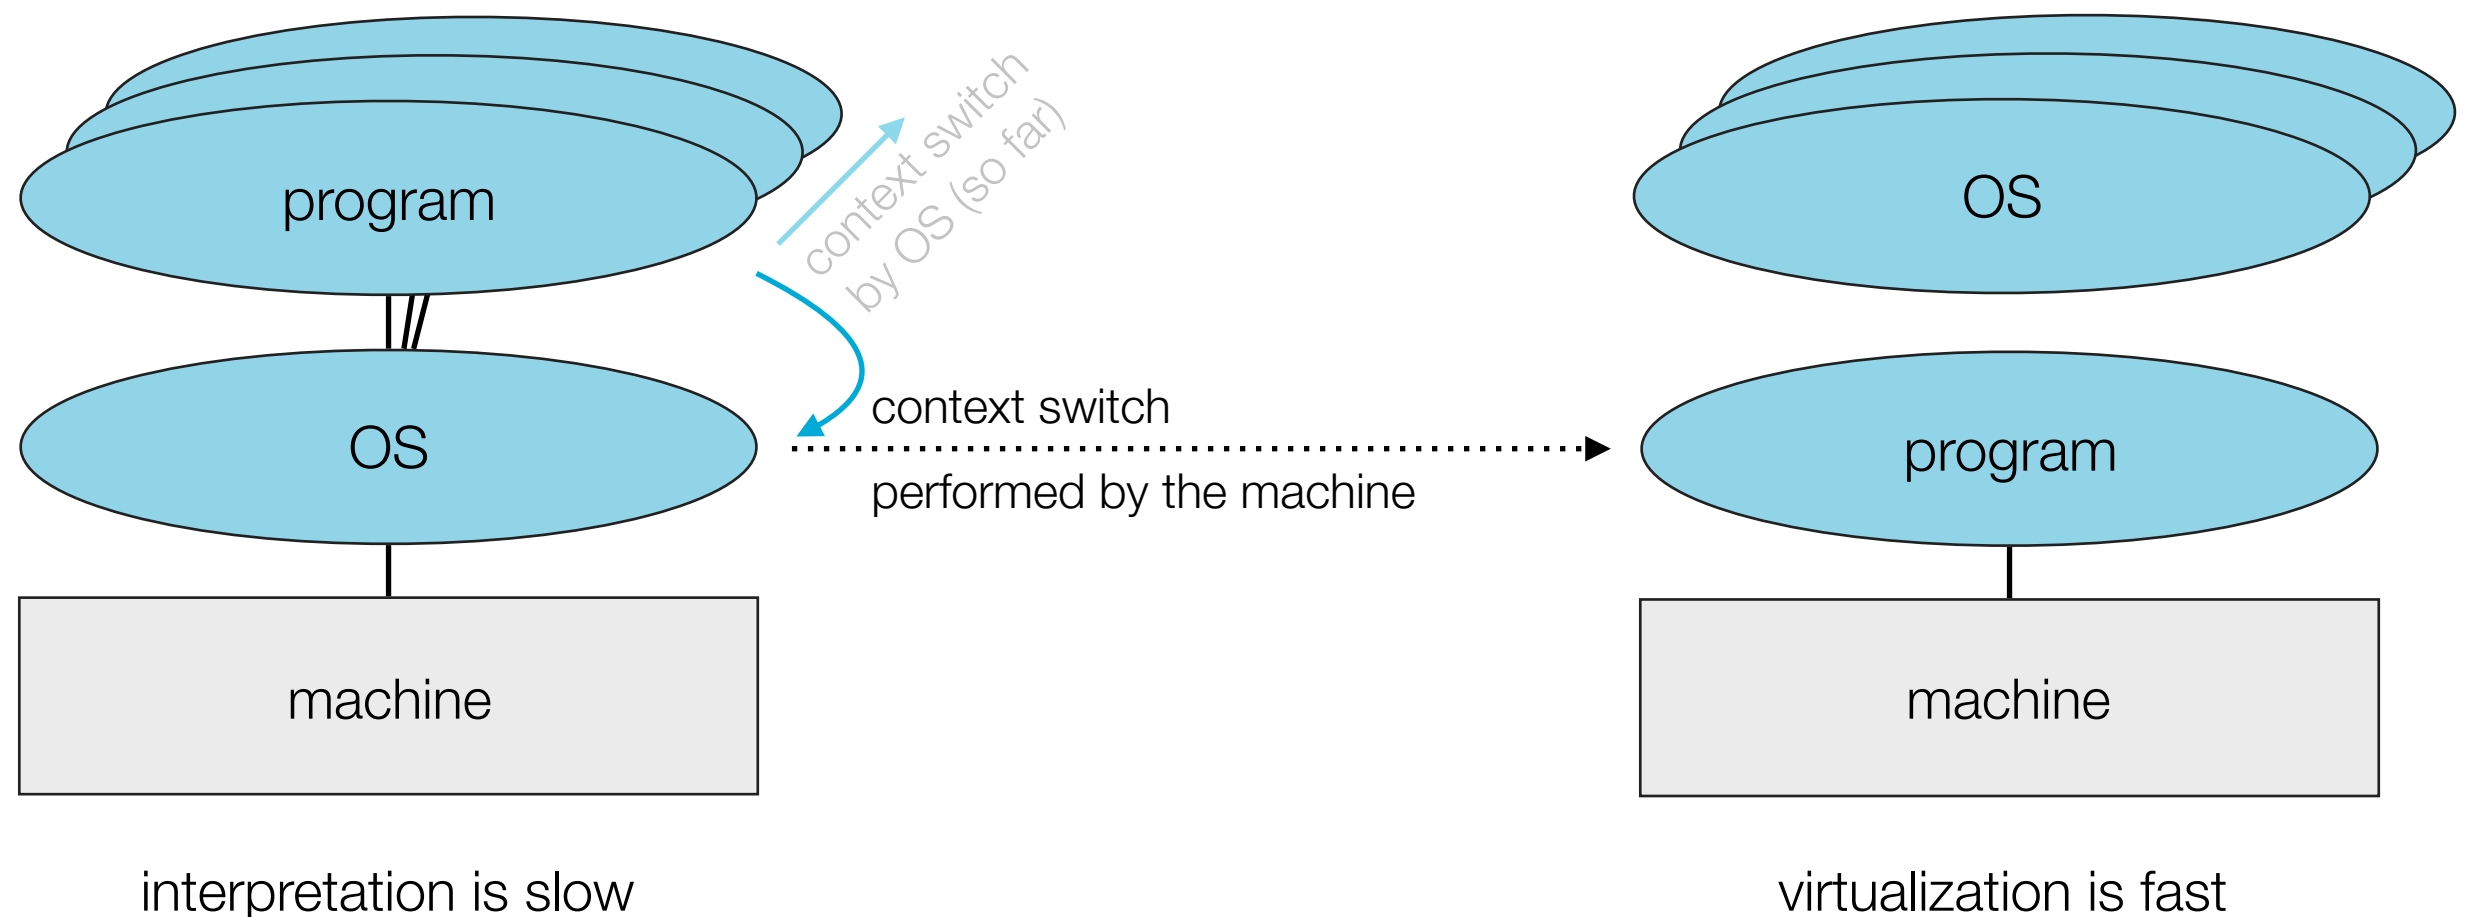 program
OS
machine
interpretation is slow
context switch
by OS (so far)
context switch
performed by the machine
OS
program
machine
virtualization is fast